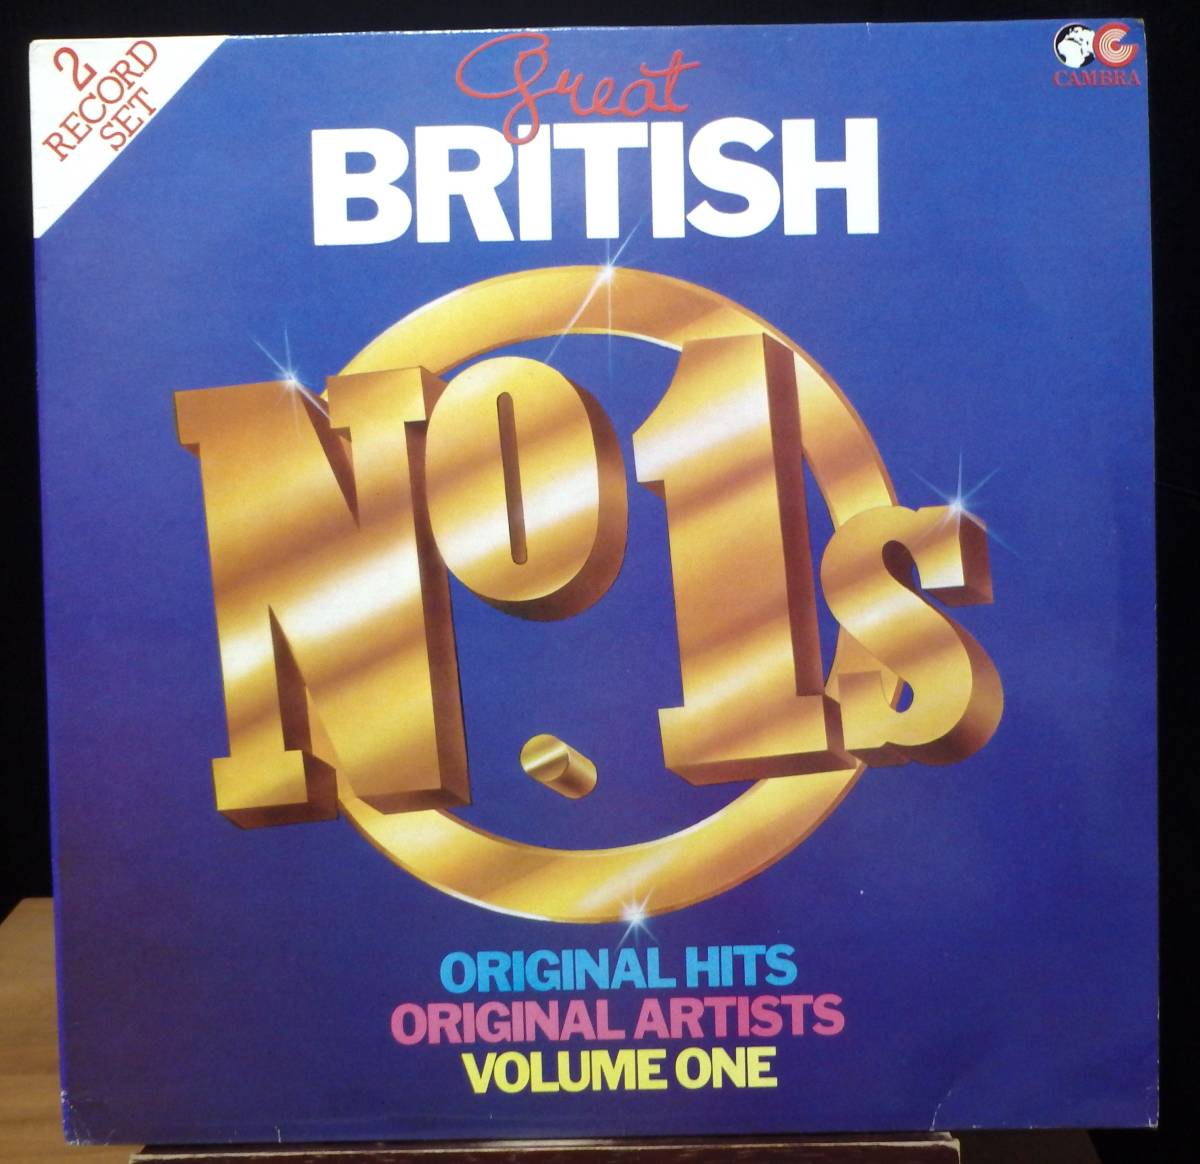 2
RECORD
SET
CAMBRA
Great
BRITISH
No.1s
ORIGINAL HITS
ORIGINAL ARTISTS
VOLUME ONE